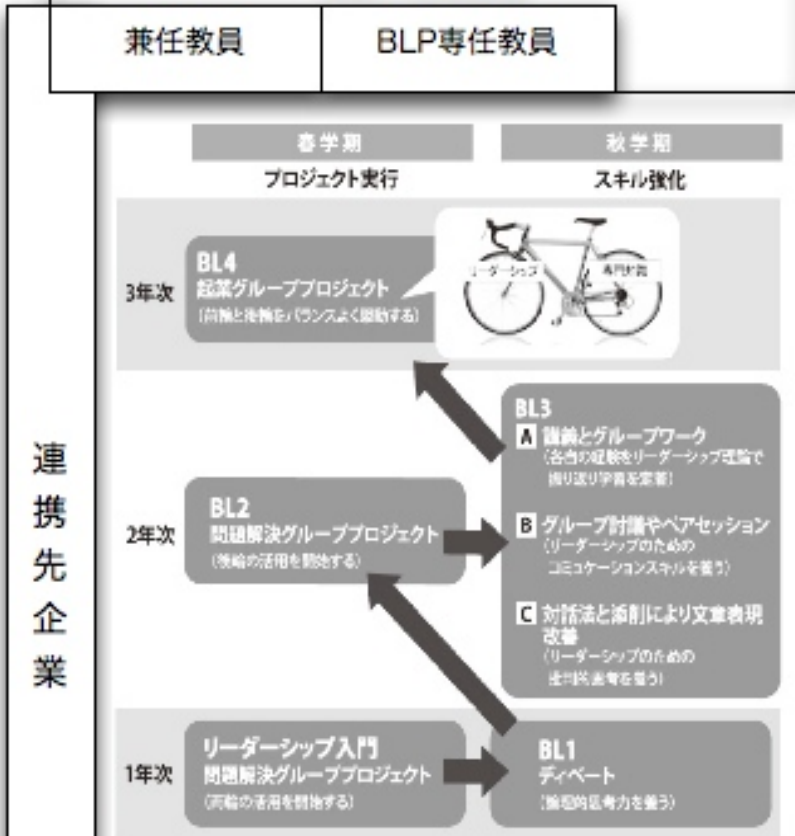 兼任教員
BLP専任教員
春学期
秋学期
プロジェクト実行
スキル強化
3年次
BL4
起業グループプロジェクト
(前輪と後輪をバランスよく駆動する)
リーダーシップ
専門知識
連携先企業
2年次
BL2
問題解決グループプロジェクト
(後輪の活用を開始する)
BL3
A 講義とグループワーク
(各自の経験をリーダーシップ理論で
振り返り学習を定着)
B グループ討議やペアセッション
(リーダーシップのための
コミュケーションスキルを養う)
C 対話法と添削により文章表現
改善
(リーダーシップのための
批判的思考を養う)
1年次
リーダーシップ入門
問題解決グループプロジェクト
(両輪の活用を開始する)
BL1
ディベート
(論理的思考力を養う)